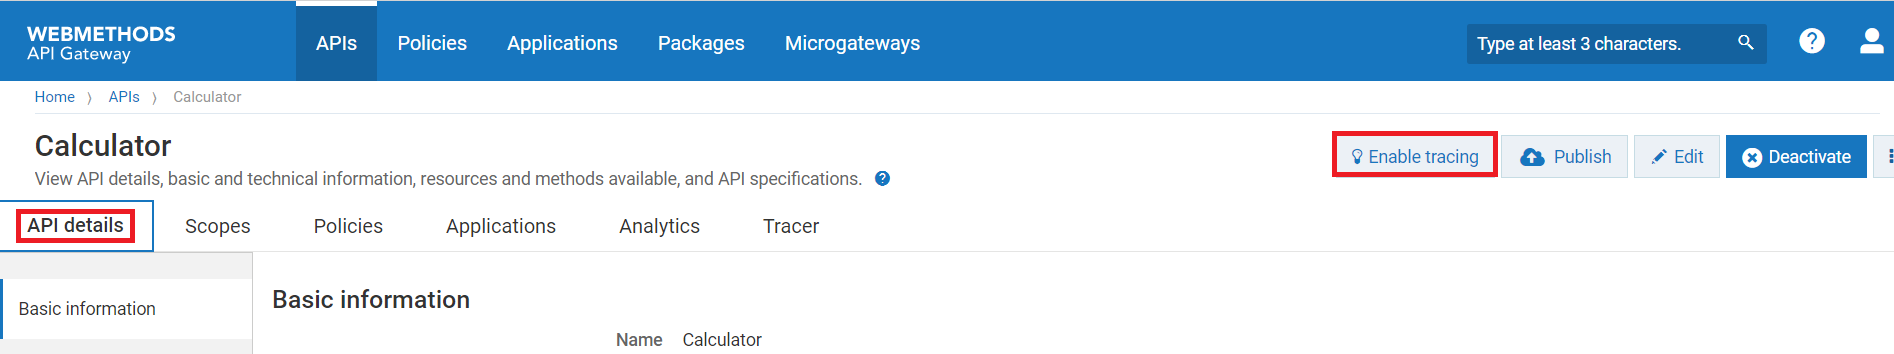 WEBMETHODS
API Gateway
APIs Policies Applications Packages Microgateways
Type at least 3 characters.
Home APIs Calculator
Calculator
Enable tracing Publish Edit Deactivate
View API details, basic and technical information, resources and methods available, and API specifications.
API details Scopes Policies Applications Analytics Tracer
Basic information
Basic information
Name Calculator